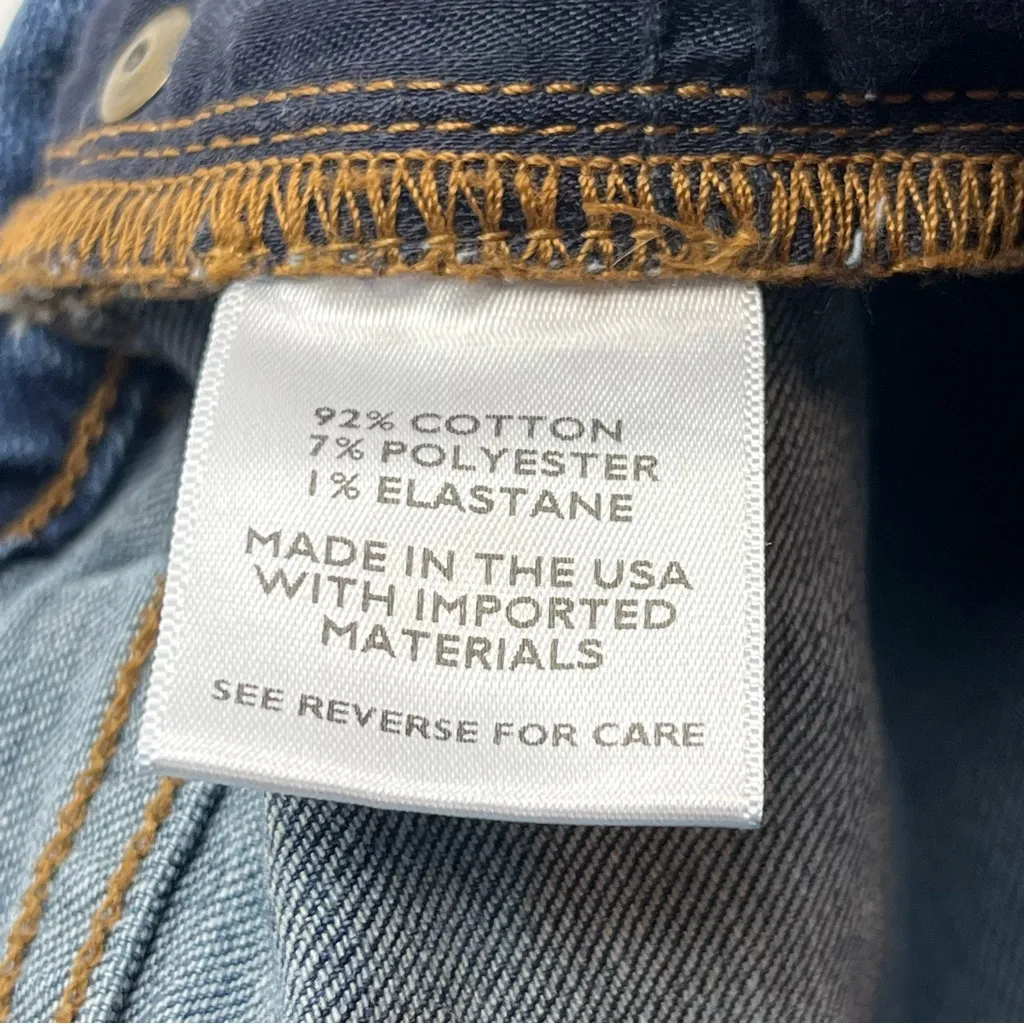 92% COTTON
7% POLYESTER
1% ELASTANE
MADE IN THE USA
WITH IMPORTED
MATERIALS
SEE REVERSE FOR CARE